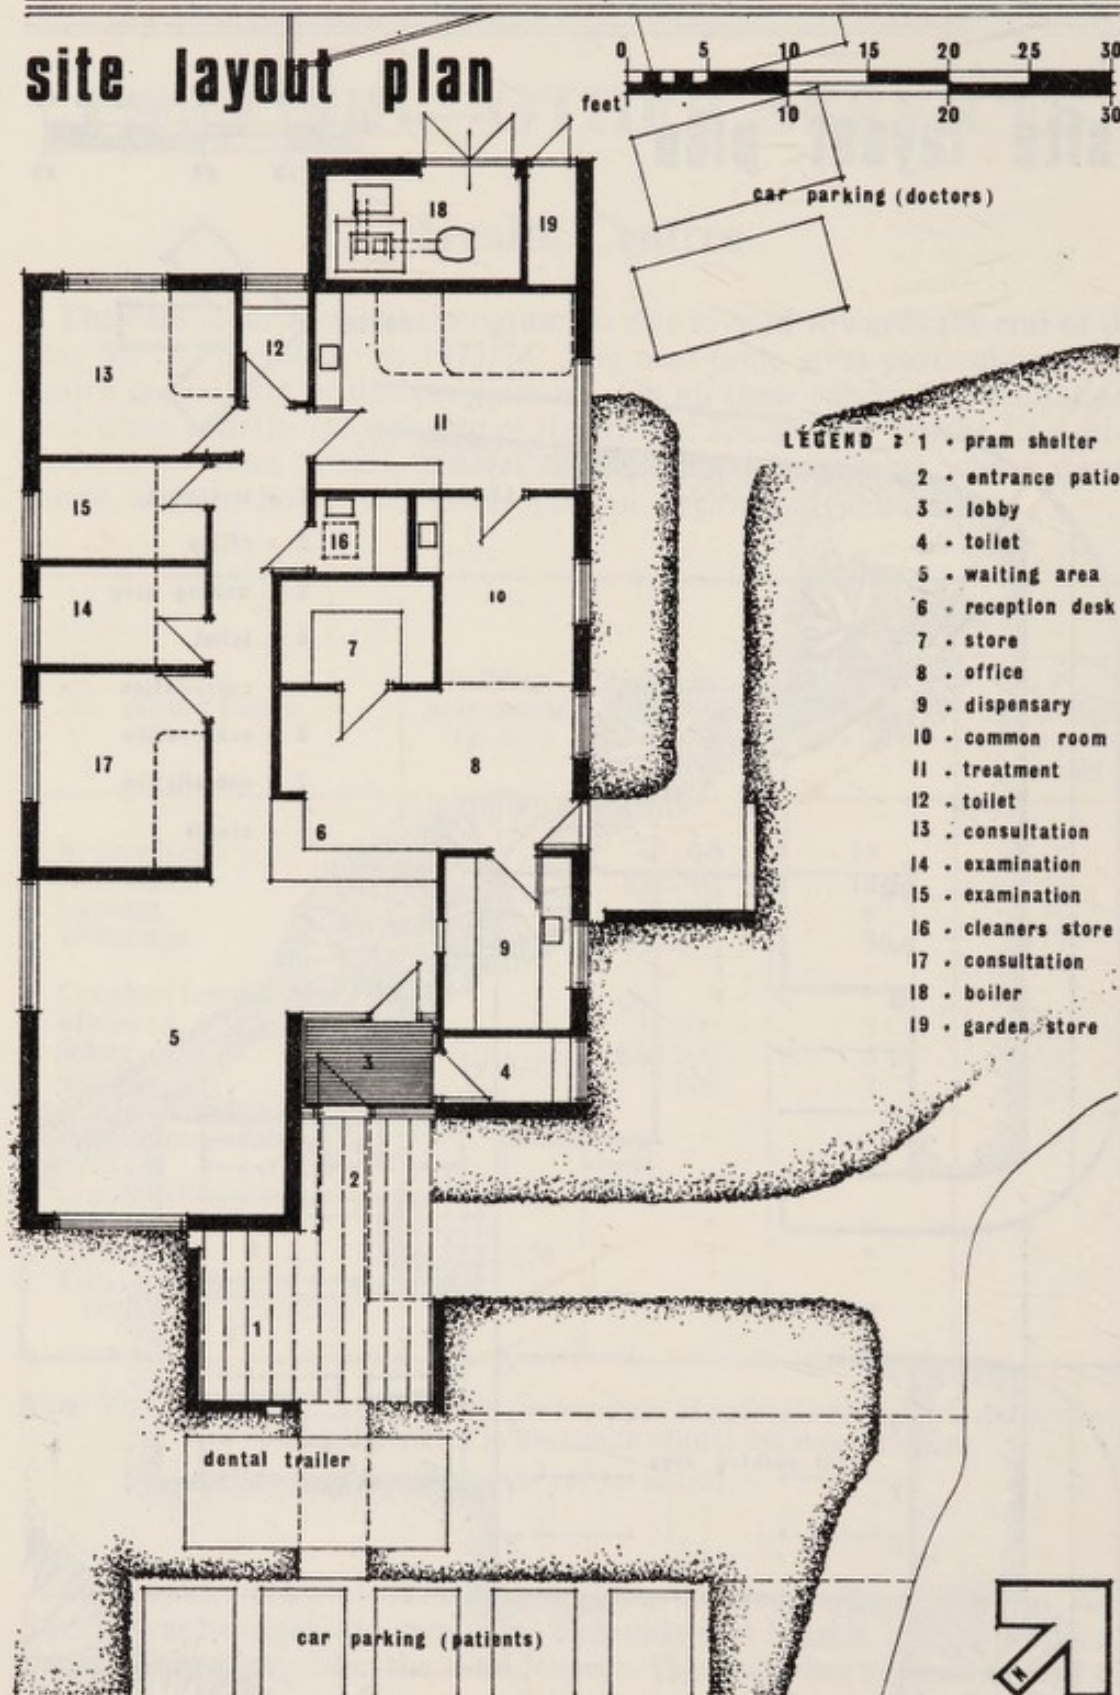 site layout plan
0 5 10 15 20 25 30
feet
10 20 30
car parking (doctors)
18
19
13
12
11
15
16
10
14
7
17
8
6
9
5
3
4
2
1
LEGEND : 1 · pram shelter
2 · entrance patio
3 · lobby
4 · toilet
5 · waiting area
6 · reception desk
7 · store
8 · office
9 · dispensary
10 · common room
11 · treatment
12 · toilet
13 · consultation
14 · examination
15 · examination
16 · cleaners store
17 · consultation
18 · boiler
19 · garden store
dental trailer
car parking (patients)
N